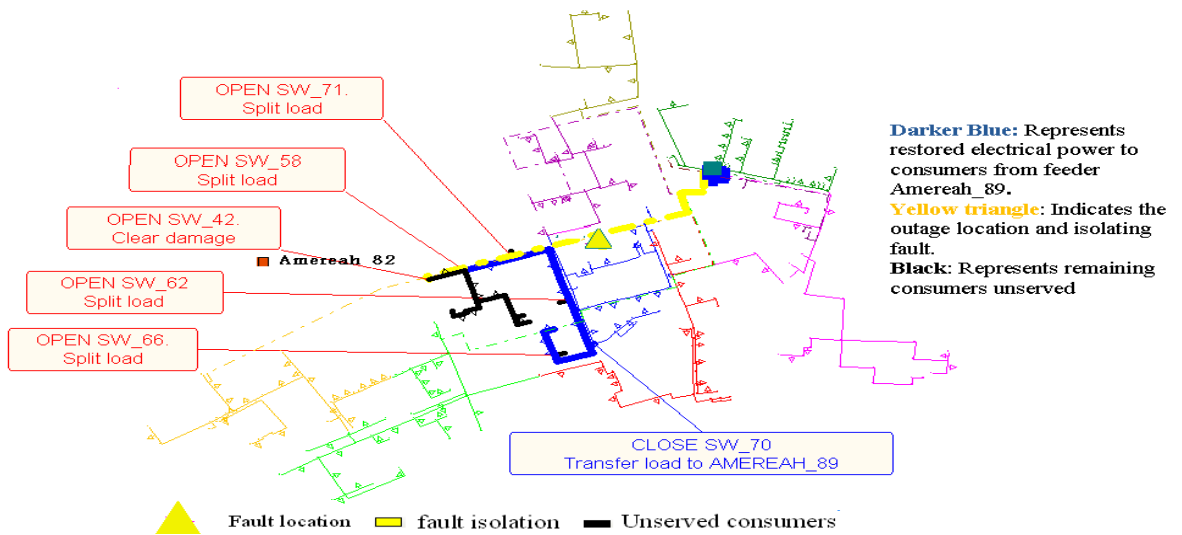 OPEN SW_71.
Split load
OPEN SW_58
Split load
OPEN SW_42.
Clear damage
Amereah_82
OPEN SW_62
Split load
OPEN SW_66.
Split load
CLOSE SW_70
Transfer load to AMEREAH_89
Darker Blue: Represents
restored electrical power to
consumers from feeder
Amereah_89.
Yellow triangle: Indicates the
outage location and isolating
fault.
Black: Represents remaining
consumers unserved
Fault location
fault isolation
Unserved consumers